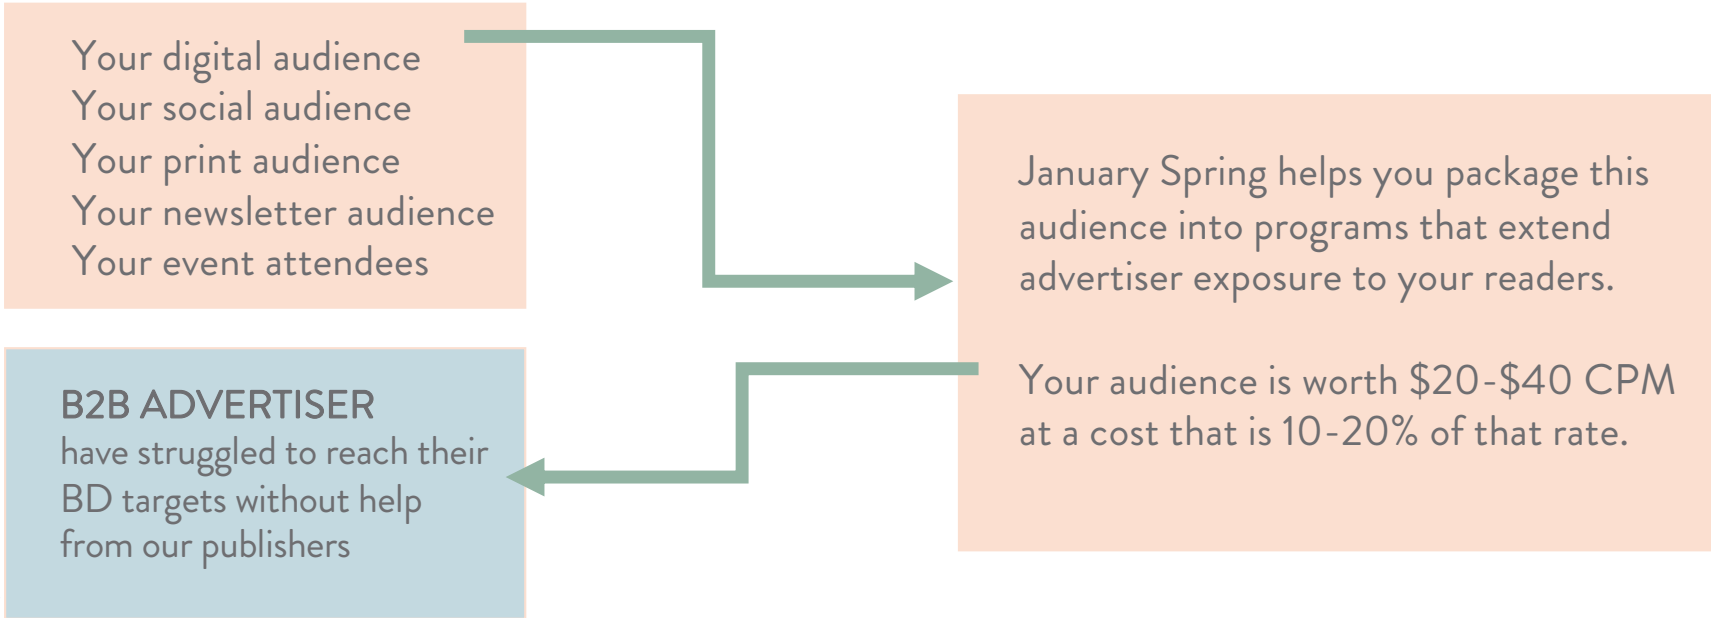 Your digital audience
Your social audience
Your print audience
Your newsletter audience
Your event attendees
January Spring helps you package this
audience into programs that extend
advertiser exposure to your readers.
Your audience is worth $20-$40 CPM
at a cost that is 10-20% of that rate.
B2B ADVERTISER
have struggled to reach their
BD targets without help
from our publishers